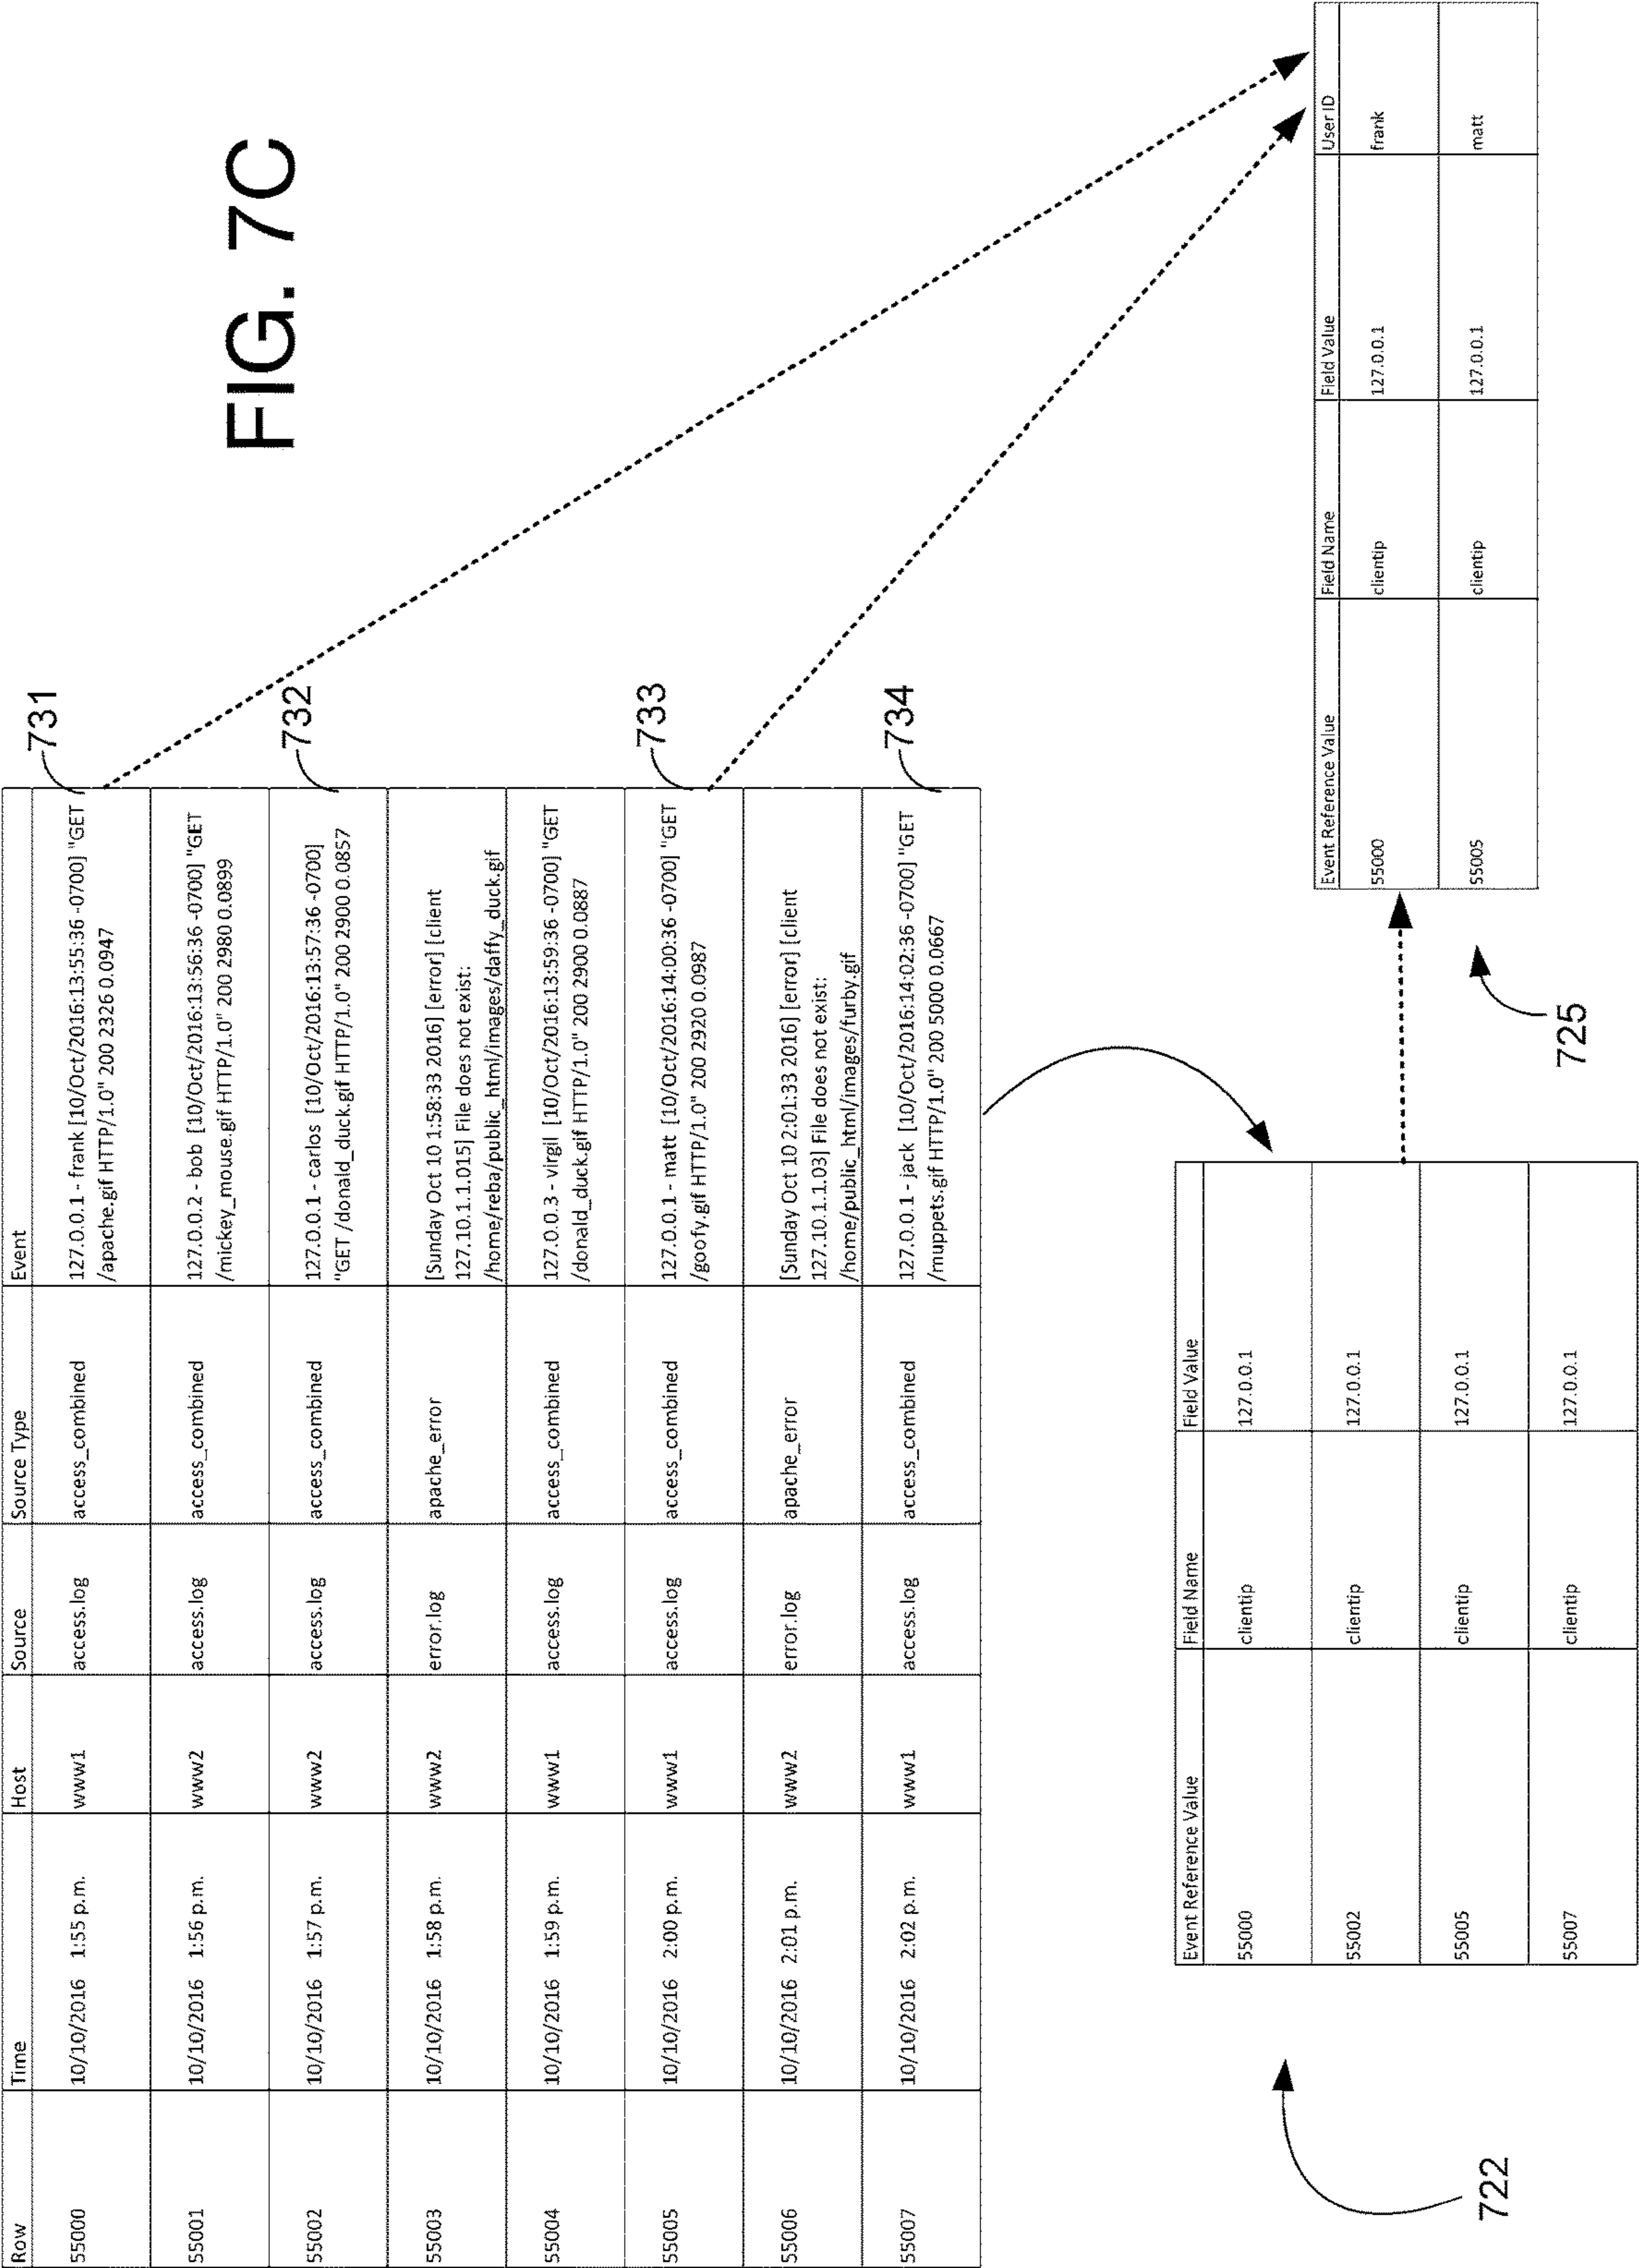 Row Time Host Source Source Type Event
55000 10/10/2016 1:55 p.m. www1 access.log access_combined 127.0.0.1 - frank [10/Oct/2016:13:55:36 -0700] "GET
/apache.gif HTTP/1.0" 200 2326 0.0947
731
55001 10/10/2016 1:56 p.m. www2 access.log access_combined 127.0.0.2 - bob [10/Oct/2016:13:56:36 -0700] "GET
/mickey_mouse.gif HTTP/1.0" 200 2980 0.0899
55002 10/10/2016 1:57 p.m. www2 access.log access_combined 127.0.0.1 - carlos [10/Oct/2016:13:57:36 -0700]
"GET /donald_duck.gif HTTP/1.0" 200 2900 0.0857
732
55003 10/10/2016 1:58 p.m. www2 error.log apache_error [Sunday Oct 10 1:58:33 2016] [error] [client
127.10.1.1.015] File does not exist:
/home/reba/public_html/images/daffy_duck.gif
55004 10/10/2016 1:59 p.m. www1 access.log access_combined 127.0.0.3 - virgil [10/Oct/2016:13:59:36 -0700] "GET
/donald_duck.gif HTTP/1.0" 200 2900 0.0887
55005 10/10/2016 2:00 p.m. www1 access.log access_combined 127.0.0.1 - matt [10/Oct/2016:14:00:36 -0700] "GET
/goofy.gif HTTP/1.0" 200 2920 0.0987
733
55006 10/10/2016 2:01 p.m. www2 error.log apache_error [Sunday Oct 10 2:01:33 2016] [error] [client
127.10.1.1.03] File does not exist:
/home/public_html/images/furby.gif
55007 10/10/2016 2:02 p.m. www1 access.log access_combined 127.0.0.1 - jack [10/Oct/2016:14:02:36 -0700] "GET
/muppets.gif HTTP/1.0" 200 5000 0.0667
734
FIG. 7C
722
Event Reference Value Field Name Field Value
55000 clientip 127.0.0.1
55002 clientip 127.0.0.1
55005 clientip 127.0.0.1
55007 clientip 127.0.0.1
Event Reference Value Field Name Field Value User ID
55000 clientip 127.0.0.1 frank
55005 clientip 127.0.0.1 matt
725